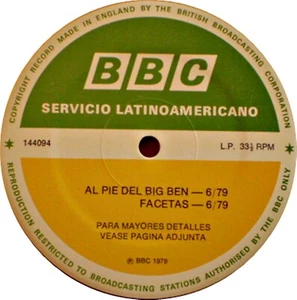 COPYRIGHT RECORD MADE IN ENGLAND BY THE BRITISH BROADCASTING CORPORATION
BBC
SERVICIO LATINOAMERICANO
144094
L.P. 33⅓ RPM
AL PIE DEL BIG BEN — 6/79
FACETAS — 6/79
PARA MAYORES DETALLES
VEASE PAGINA ADJUNTA
℗ BBC 1979
REPRODUCTION RESTRICTED TO BROADCASTING STATIONS AUTHORISED BY THE BBC ONLY